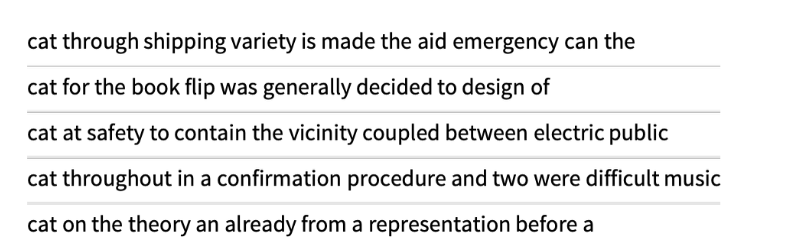 cat through shipping variety is made the aid emergency can the
cat for the book flip was generally decided to design of
cat at safety to contain the vicinity coupled between electric public
cat throughout in a confirmation procedure and two were difficult music
cat on the theory an already from a representation before a